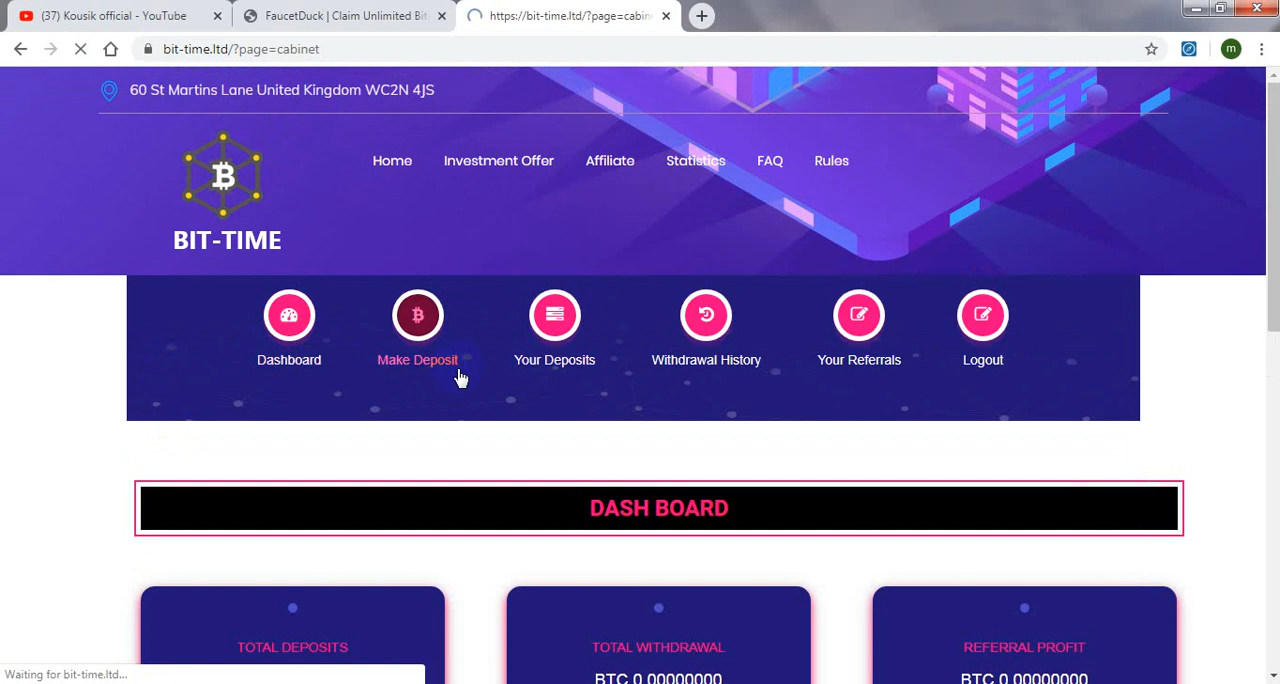 (37) Kousik official - YouTube
FaucetDuck | Claim Unlimited Bit
https://bit-time.ltd/?page=cabin
bit-time.ltd/?page=cabinet
m
60 St Martins Lane United Kingdom WC2N 4JS
Home Investment Offer Affiliate Statistics FAQ Rules
BIT-TIME
Dashboard Make Deposit Your Deposits Withdrawal History Your Referrals Logout
DASH BOARD
TOTAL DEPOSITS TOTAL WITHDRAWAL REFERRAL PROFIT
BTC 0.00000000 BTC 0.00000000
Waiting for bit-time.ltd...